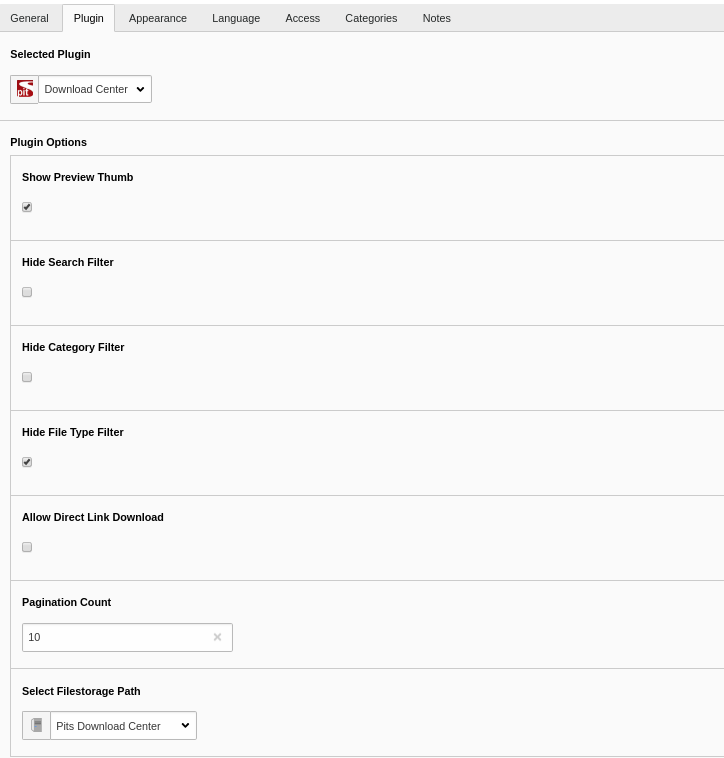 General Plugin Appearance Language Access Categories Notes
Selected Plugin
pit Download Center
Plugin Options
Show Preview Thumb
Hide Search Filter
Hide Category Filter
Hide File Type Filter
Allow Direct Link Download
Pagination Count
10
Select Filestorage Path
Pits Download Center